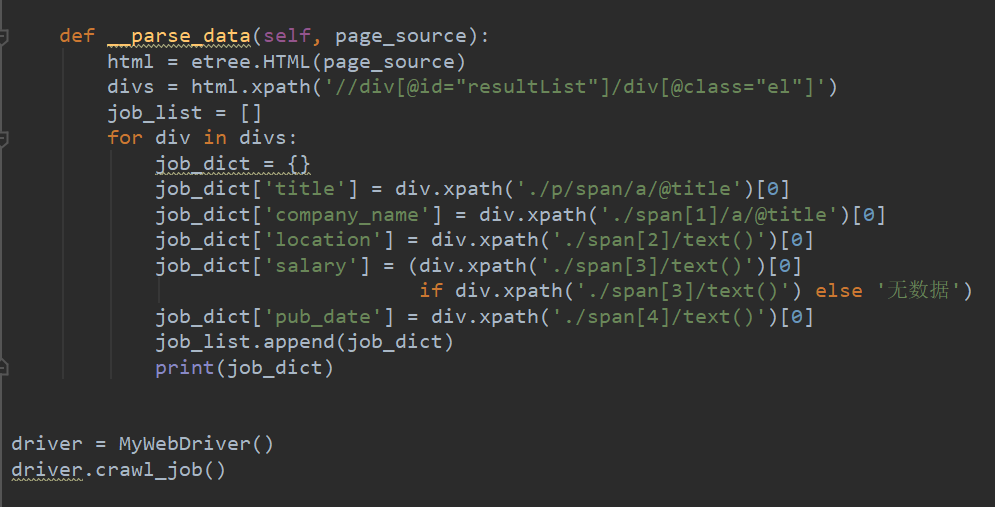 def __parse_data(self, page_source):
html = etree.HTML(page_source)
divs = html.xpath('//div[@id="resultList"]/div[@class="el"]')
job_list = []
for div in divs:
job_dict = {}
job_dict['title'] = div.xpath('./p/span/a/@title')[0]
job_dict['company_name'] = div.xpath('./span[1]/a/@title')[0]
job_dict['location'] = div.xpath('./span[2]/text()')[0]
job_dict['salary'] = (div.xpath('./span[3]/text()')[0]
if div.xpath('./span[3]/text()') else '无数据')
job_dict['pub_date'] = div.xpath('./span[4]/text()')[0]
job_list.append(job_dict)
print(job_dict)
driver = MyWebDriver()
driver.crawl_job()